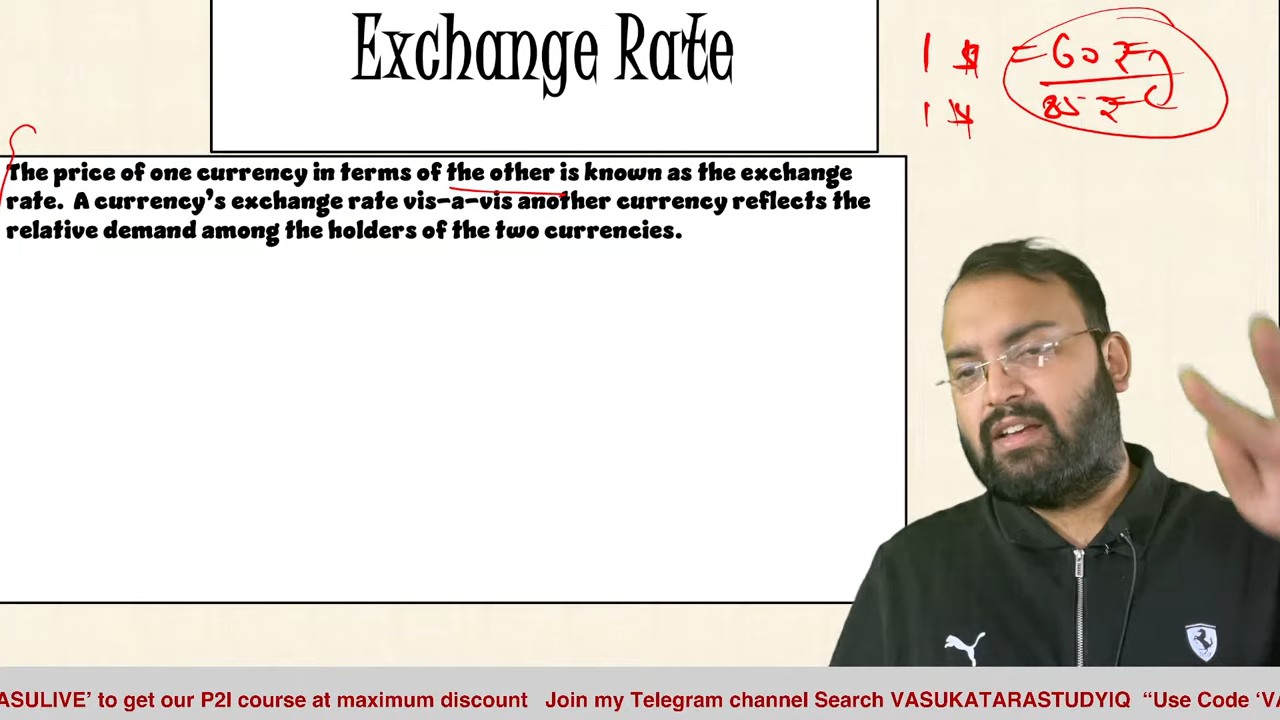 Exchange Rate
1 $ = 60 ₹
1 $ 85 ₹
The price of one currency in terms of the other is known as the exchange
rate. A currency's exchange rate vis-a-vis another currency reflects the
relative demand among the holders of the two currencies.
ASULIVE' to get our P2I course at maximum discount Join my Telegram channel Search VASUKATARASTUDYIQ “Use Code ‘VA